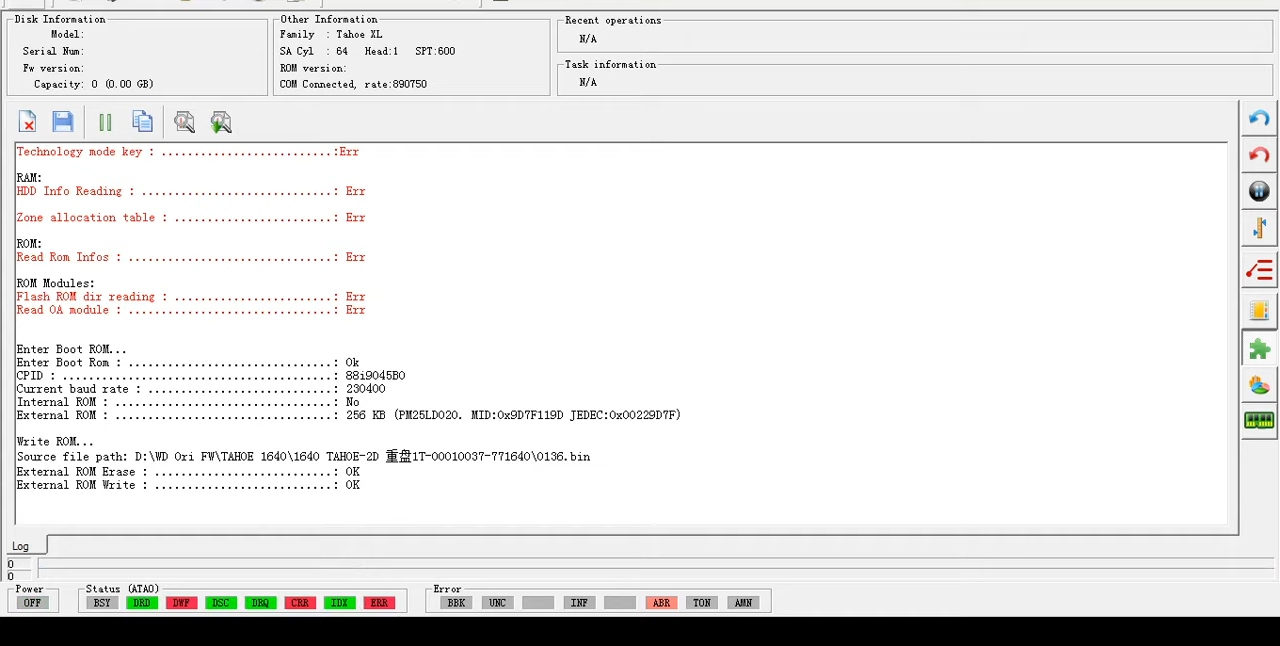 Disk Information
Model:
Serial Num:
Fw version:
Capacity: 0 (0.00 GB)
Other Information
Family : Tahoe XL
SA Cyl : 64 Head:1 SPT:600
ROM version:
COM Connected, rate:890750
Recent operations
N/A
Task information
N/A
Technology mode key : ..........................:Err
RAM:
HDD Info Reading : .............................: Err
Zone allocation table : ........................: Err
ROM:
Read Rom Infos : ...............................: Err
ROM Modules:
Flash ROM dir reading : ........................: Err
Read OA module : ...............................: Err
Enter Boot ROM...
Enter Boot Rom : ...............................: Ok
CPID : .........................................: 88i9045B0
Current baud rate : ............................: 230400
Internal ROM : .................................: No
External ROM : .................................: 256 KB (PM25LD020. MID:0x9D7F119D JEDEC:0x00229D7F)
Write ROM...
Source file path: D:\WD Ori FW\TAHOE 1640\1640 TAHOE-2D 重盘1T-00010037-771640\0136.bin
External ROM Erase : ...........................: OK
External ROM Write : ...........................: OK
Log
0
0
Power
OFF
Status (ATA0)
BSY DRD DWF DSC DRQ CRR IDX ERR
Error
BBK UNC INF ABR TON AMN